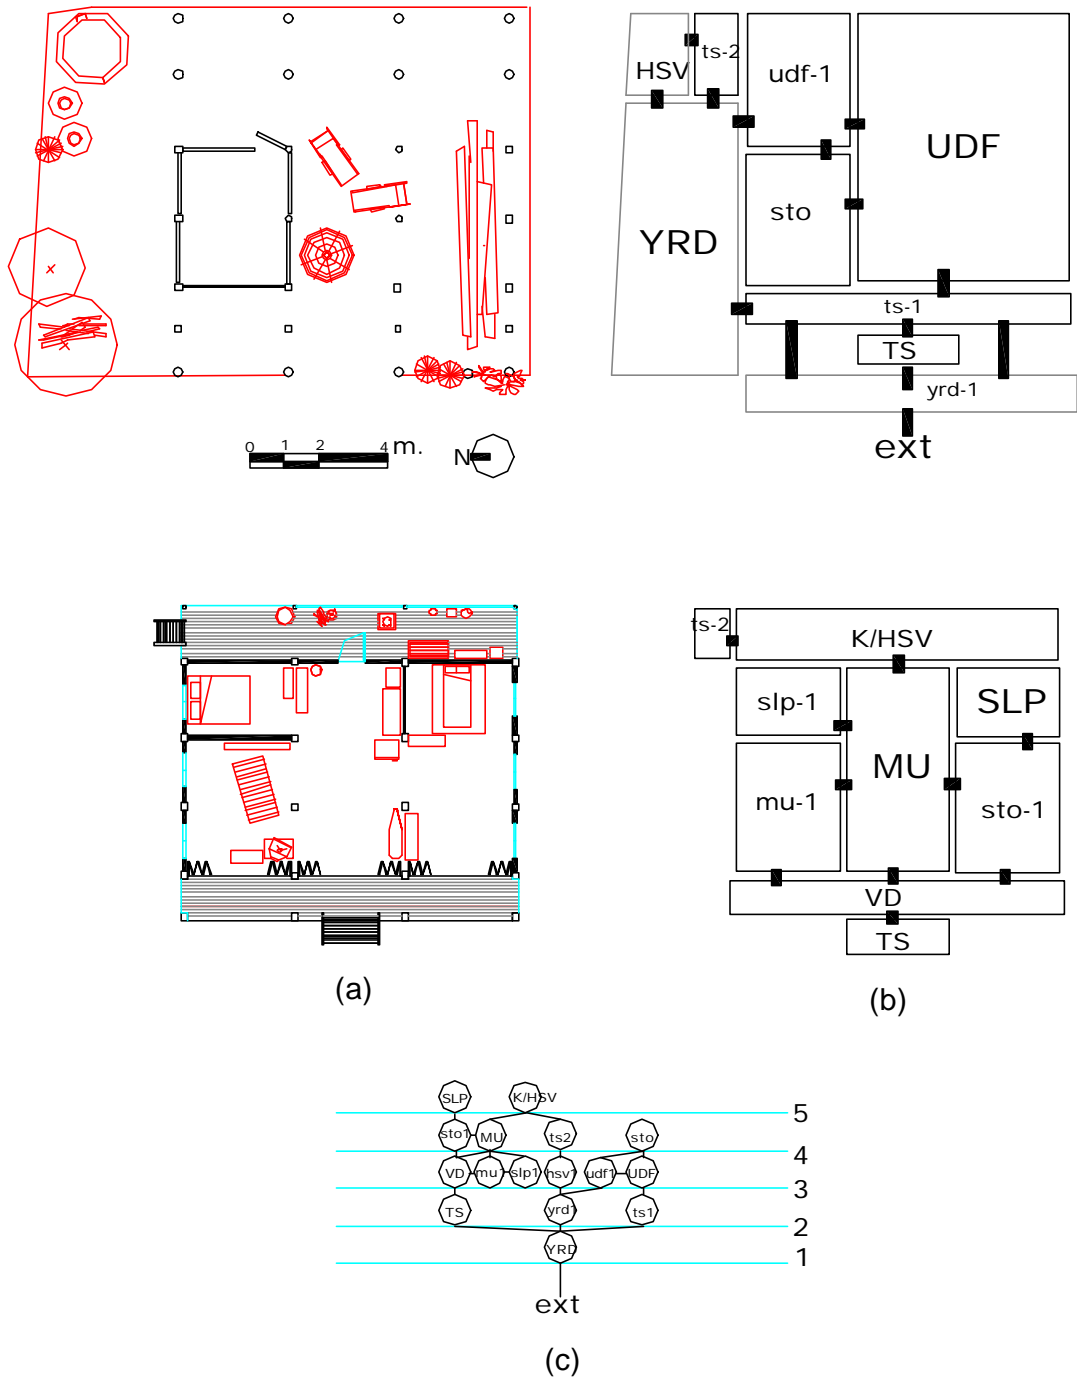 HSV
ts-2
udf-1
UDF
sto
YRD
ts-1
TS
yrd-1
ext
0 1 2 4 m.
N
ts-2
K/HSV
slp-1
SLP
MU
mu-1
sto-1
VD
TS
(a)
(b)
SLP K/HSV
5
sto1 MU ts2 sto
4
VD mu1 slp1 hsv1 udf1 UDF
3
TS yrd1 ts1
2
YRD
1
ext
(c)